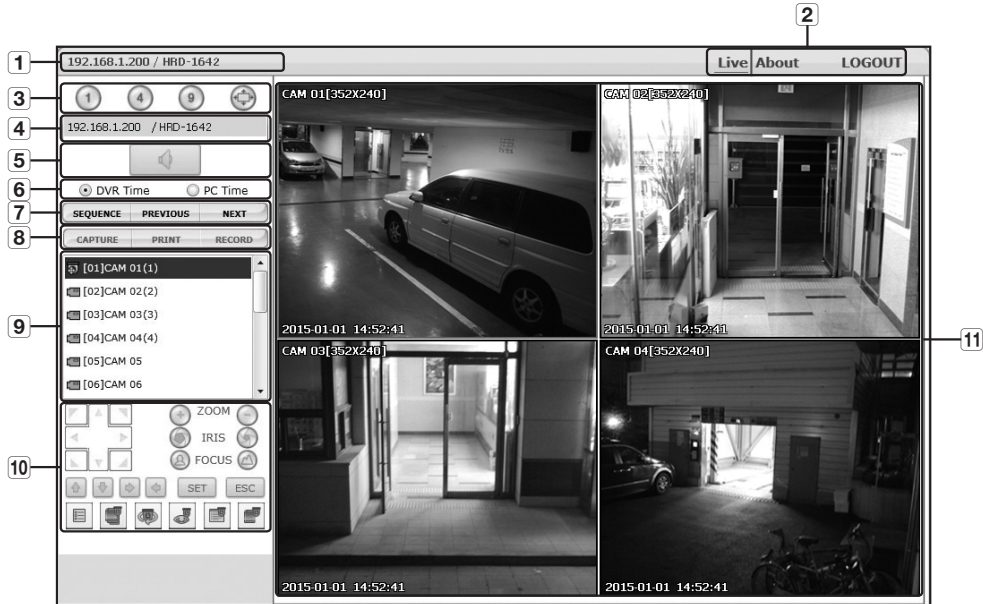 2
1
192.168.1.200 / HRD-1642
Live About LOGOUT
3
1 4 9
4
192.168.1.200 / HRD-1642
5
6
DVR Time PC Time
7
SEQUENCE PREVIOUS NEXT
8
CAPTURE PRINT RECORD
9
[01]CAM 01(1)
[02]CAM 02(2)
[03]CAM 03(3)
[04]CAM 04(4)
[05]CAM 05
[06]CAM 06
10
ZOOM
IRIS
FOCUS
SET ESC
CAM 01[352X240]
2015-01-01 14:52:41
CAM 02[352X240]
2015-01-01 14:52:41
11
CAM 03[352X240]
2015-01-01 14:52:41
CAM 04[352X240]
2015-01-01 14:52:41